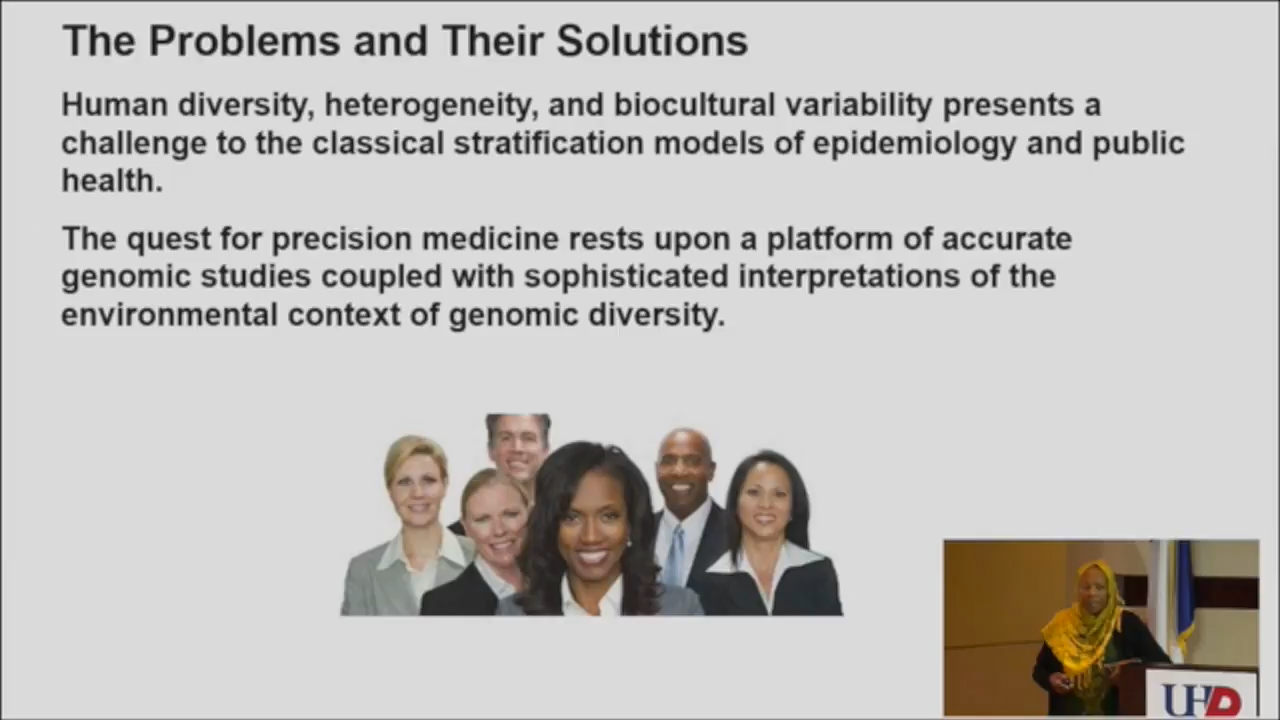 The Problems and Their Solutions
Human diversity, heterogeneity, and biocultural variability presents a
challenge to the classical stratification models of epidemiology and public
health.
The quest for precision medicine rests upon a platform of accurate
genomic studies coupled with sophisticated interpretations of the
environmental context of genomic diversity.
UHD